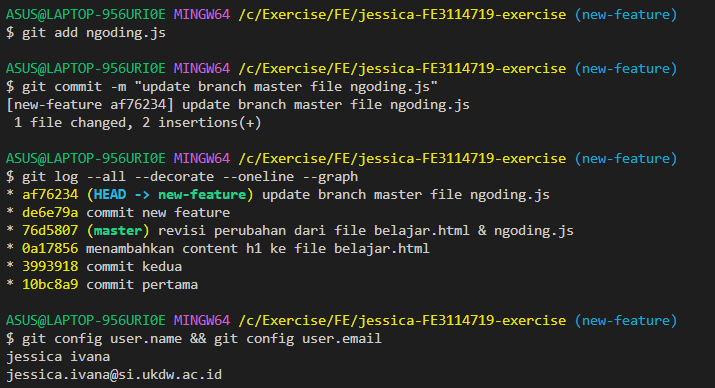 ASUS@LAPTOP-956URI0E MINGW64 /c/Exercise/FE/jessica-FE3114719-exercise (new-feature)
$ git add ngoding.js
ASUS@LAPTOP-956URI0E MINGW64 /c/Exercise/FE/jessica-FE3114719-exercise (new-feature)
$ git commit -m "update branch master file ngoding.js"
[new-feature af76234] update branch master file ngoding.js
 1 file changed, 2 insertions(+)
ASUS@LAPTOP-956URI0E MINGW64 /c/Exercise/FE/jessica-FE3114719-exercise (new-feature)
$ git log --all --decorate --oneline --graph
* af76234 (HEAD -> new-feature) update branch master file ngoding.js
* de6e79a commit new feature
* 76d5807 (master) revisi perubahan dari file belajar.html & ngoding.js
* 0a17856 menambahkan content h1 ke file belajar.html
* 3993918 commit kedua
* 10bc8a9 commit pertama
ASUS@LAPTOP-956URI0E MINGW64 /c/Exercise/FE/jessica-FE3114719-exercise (new-feature)
$ git config user.name && git config user.email
jessica ivana
jessica.ivana@si.ukdw.ac.id